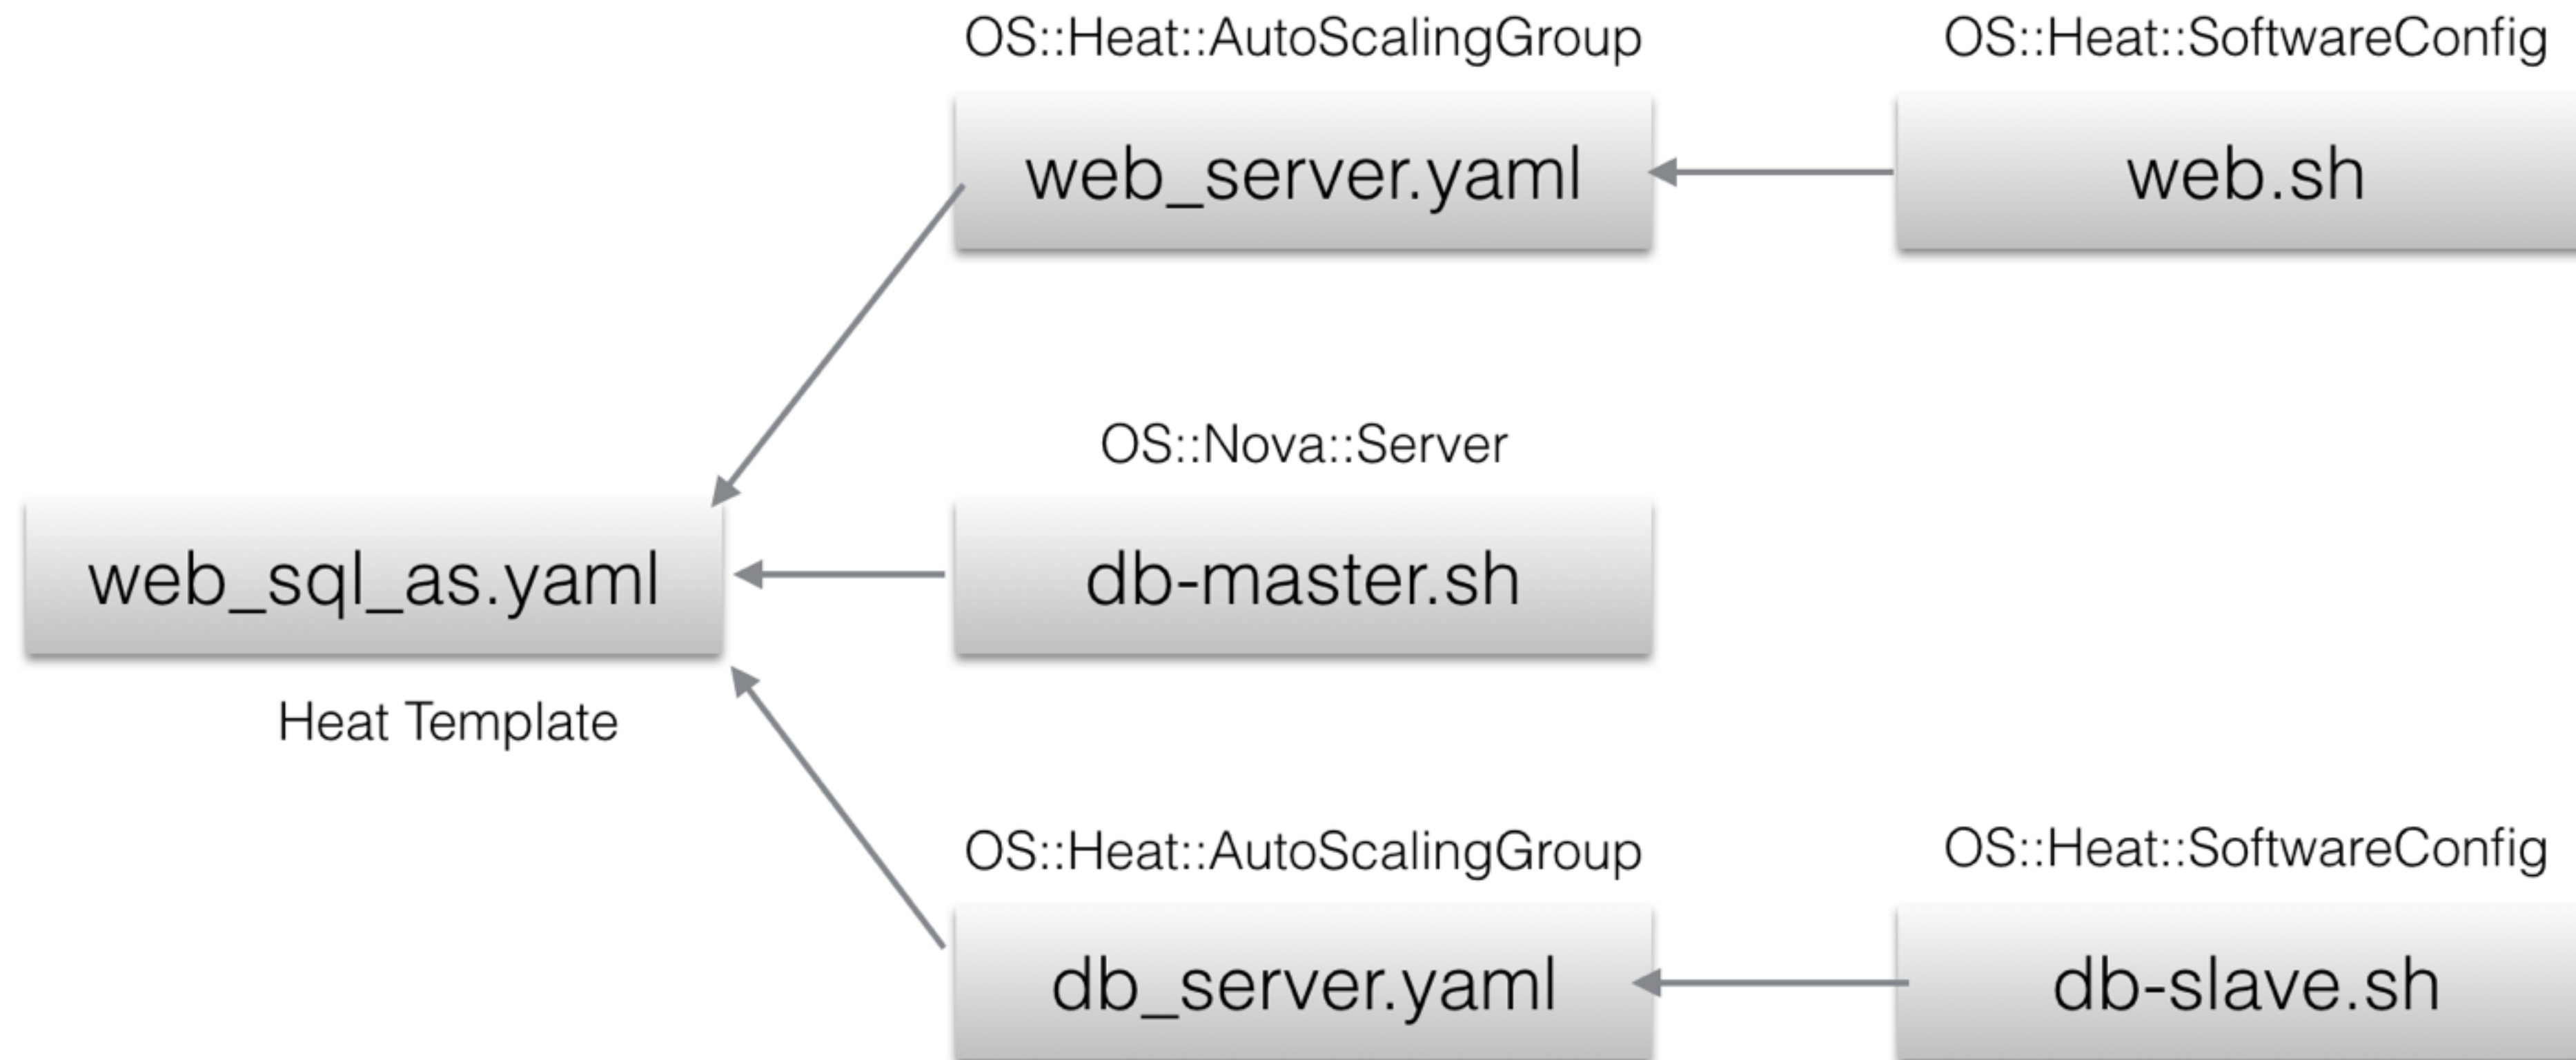 OS::Heat::AutoScalingGroup
OS::Heat::SoftwareConfig
web_server.yaml
web.sh
OS::Nova::Server
web_sql_as.yaml
db-master.sh
Heat Template
OS::Heat::AutoScalingGroup
OS::Heat::SoftwareConfig
db_server.yaml
db-slave.sh